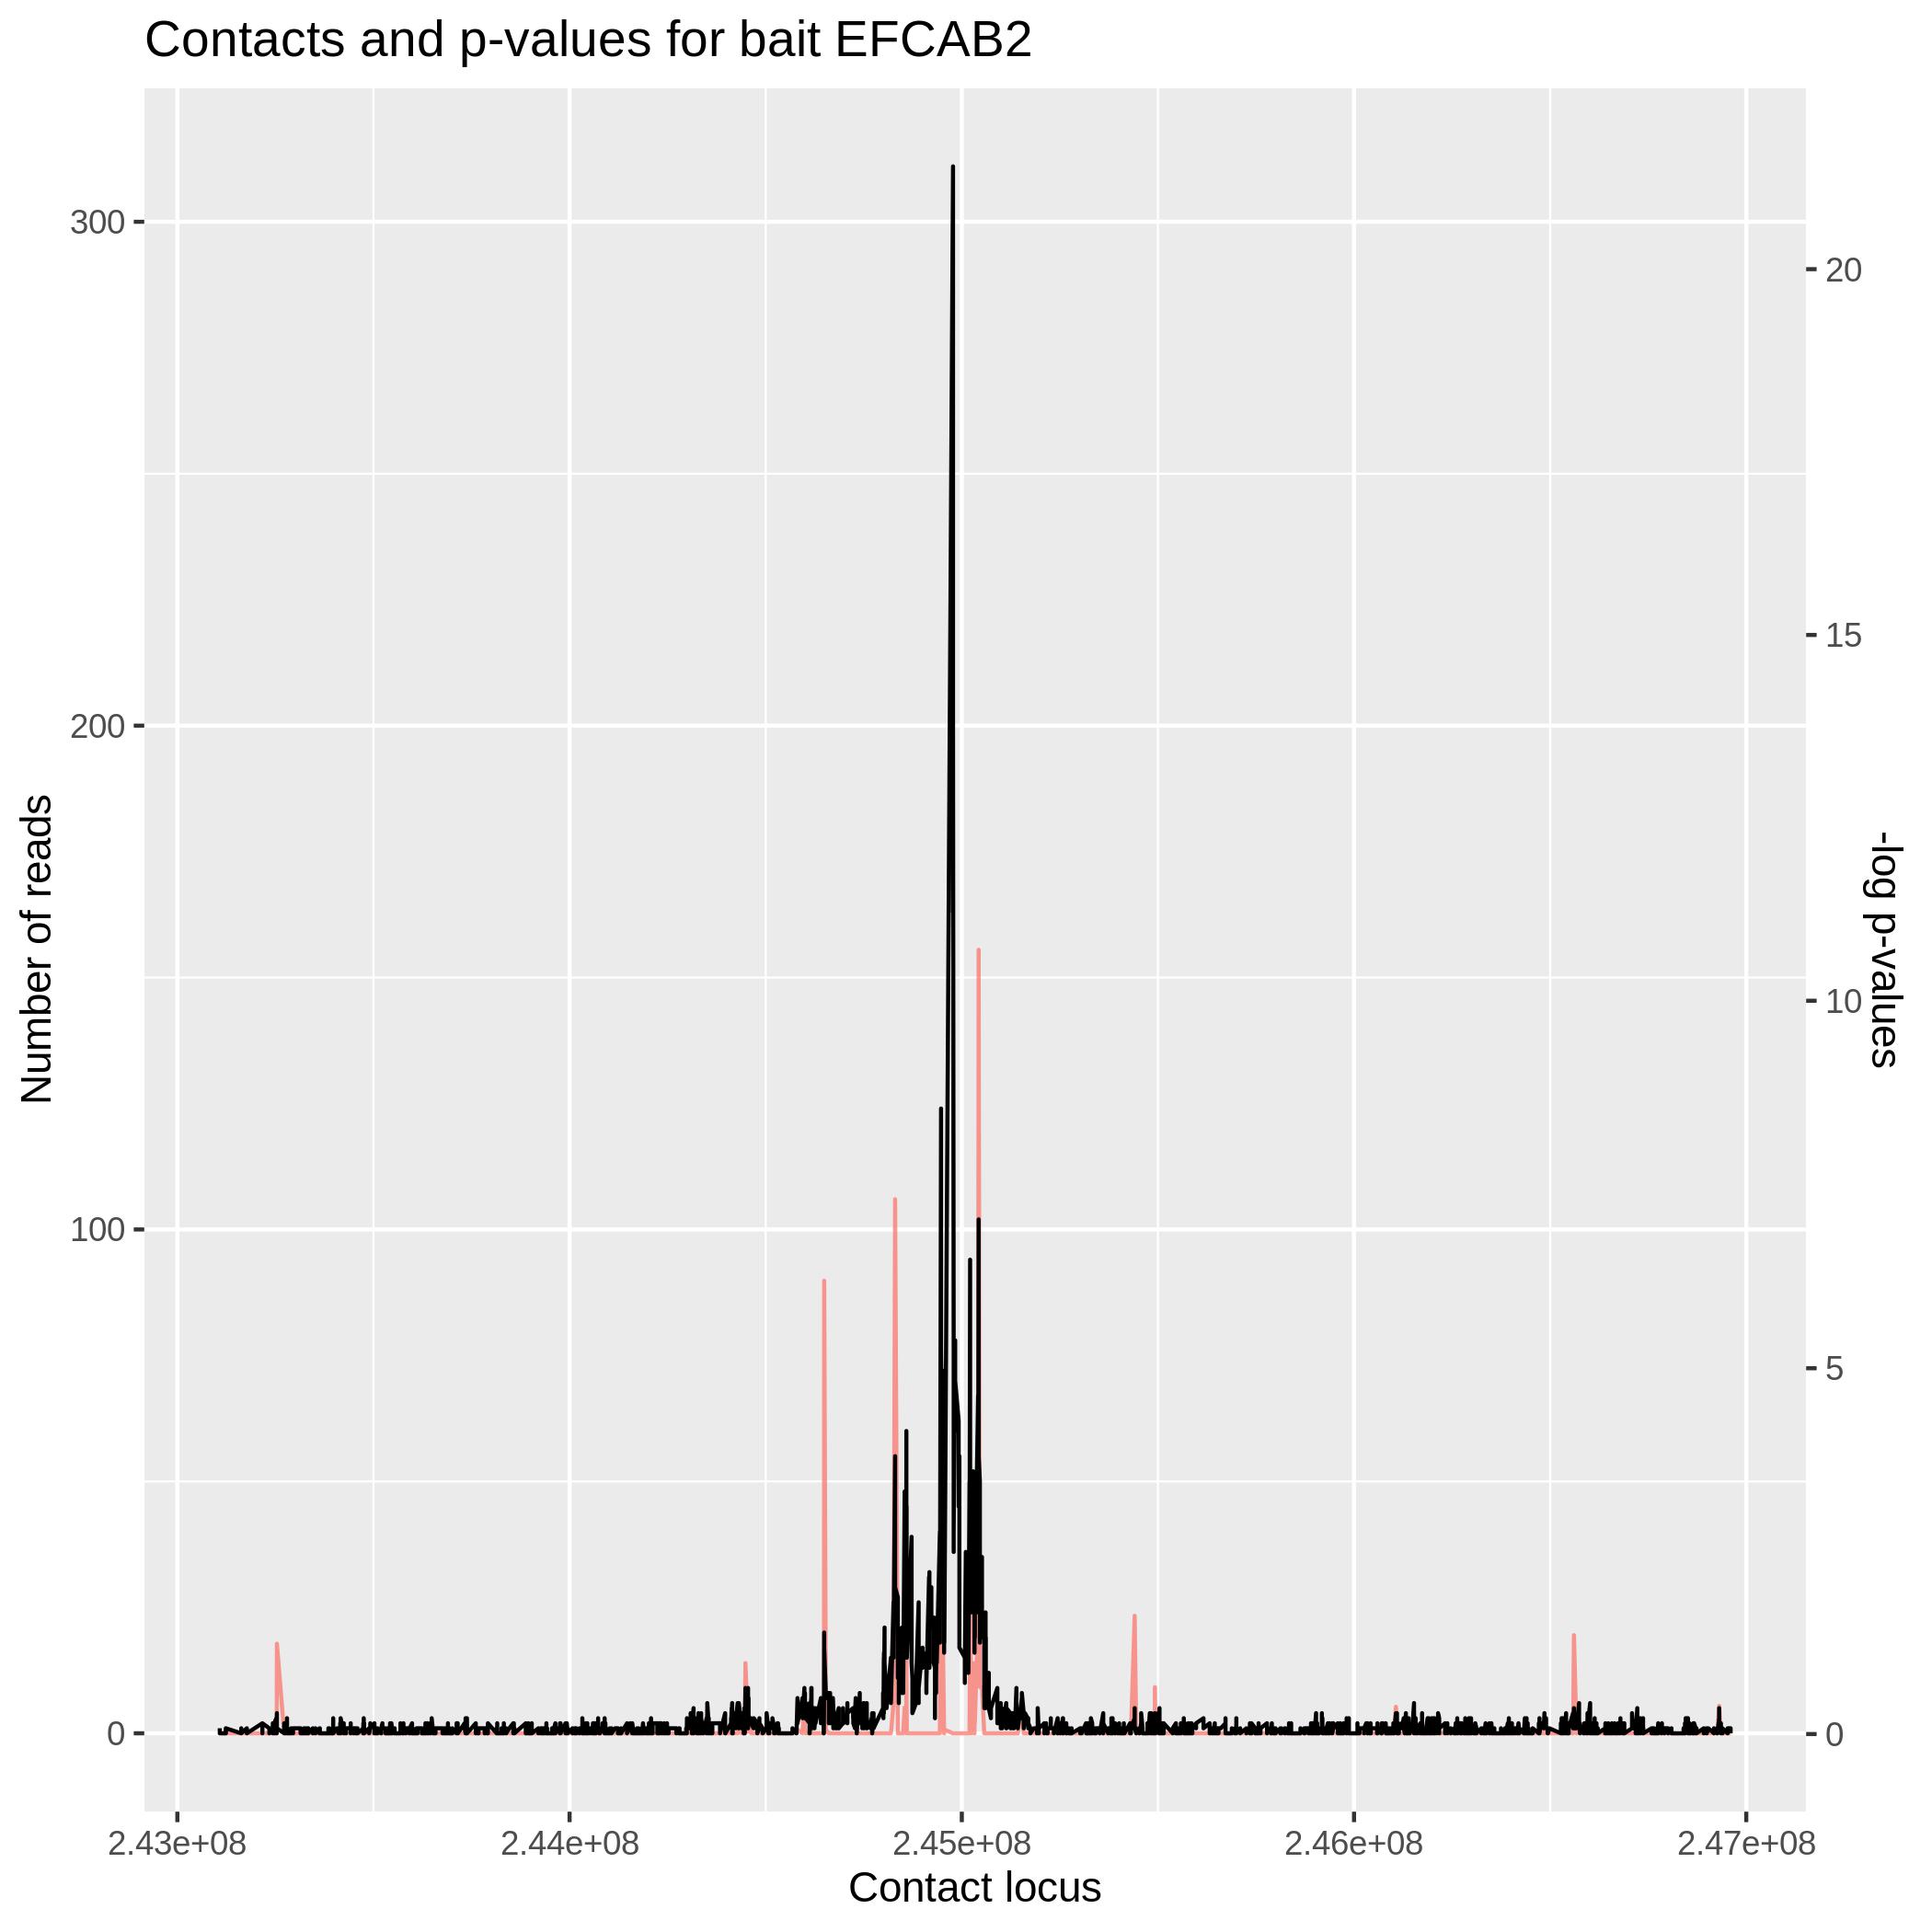 Contacts and p-values for bait EFCAB2
300
200
100
0
Number of reads
20
15
10
5
0
-log p-values
2.43e+08
2.44e+08
2.45e+08
2.46e+08
2.47e+08
Contact locus